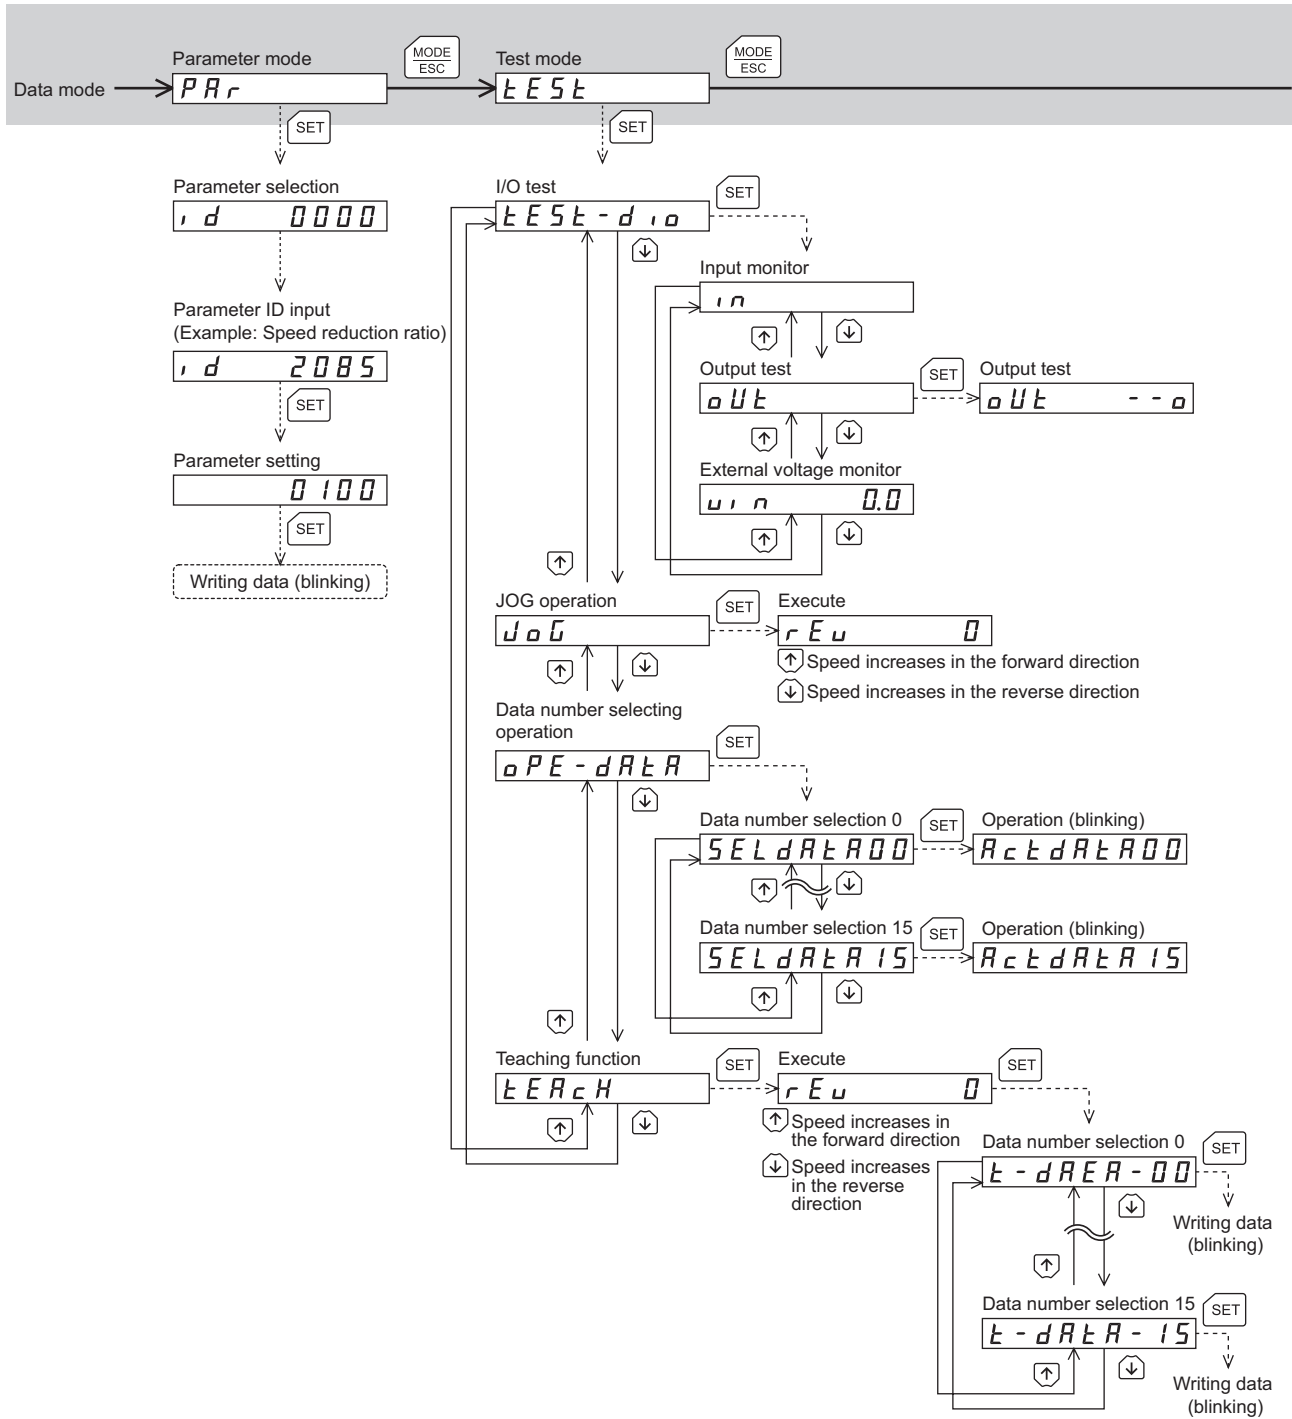 Parameter mode
MODE
ESC
Test mode
MODE
ESC
Data mode
PAr
tESt
SET
SET
Parameter selection
id 0000
Parameter ID input
(Example: Speed reduction ratio)
id 2085
SET
Parameter setting
0100
SET
Writing data (blinking)
I/O test
SET
tESt-dio
Input monitor
in
Output test
SET
Output test
oUt
oUt --o
External voltage monitor
uin 0.0
JOG operation
SET
Execute
JoG
rEu 0
Speed increases in the forward direction
Speed increases in the reverse direction
Data number selecting
operation
SET
oPE-dAtA
Data number selection 0
SET
Operation (blinking)
SELdAtA00
ActdAtA00
Data number selection 15
SET
Operation (blinking)
SELdAtA15
ActdAtA15
Teaching function
SET
Execute
SET
tEAcH
rEu 0
Speed increases in
the forward direction
Speed increases
in the reverse
direction
Data number selection 0
SET
t-dAEA-00
Writing data
(blinking)
Data number selection 15
SET
t-dAtA-15
Writing data
(blinking)